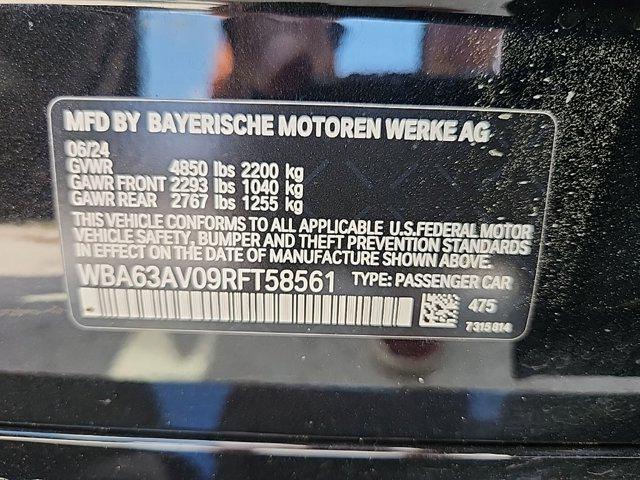 MFD BY BAYERISCHE MOTOREN WERKE AG
06/24
GVWR 4850 lbs 2200 kg
GAWR FRONT 2293 lbs 1040 kg
GAWR REAR 2767 lbs 1255 kg
THIS VEHICLE CONFORMS TO ALL APPLICABLE U.S.FEDERAL MOTOR
VEHICLE SAFETY, BUMPER AND THEFT PREVENTION STANDARDS
IN EFFECT ON THE DATE OF MANUFACTURE SHOWN ABOVE.
WBA63AV09RFT58561 TYPE: PASSENGER CAR
475
7315814